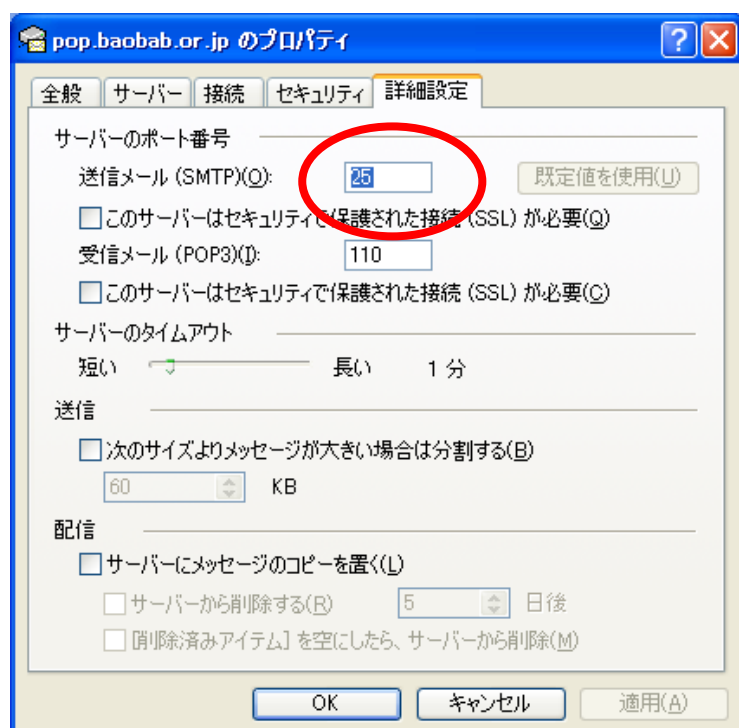 pop.baobab.or.jp のプロパティ
全般 サーバー 接続 セキュリティ 詳細設定
サーバーのポート番号
送信メール (SMTP)(O): 25 既定値を使用(U)
このサーバーはセキュリティで保護された接続 (SSL) が必要(Q)
受信メール (POP3)(I): 110
このサーバーはセキュリティで保護された接続 (SSL) が必要(C)
サーバーのタイムアウト
短い 長い 1 分
送信
次のサイズよりメッセージが大きい場合は分割する(B)
60 KB
配信
サーバーにメッセージのコピーを置く(L)
サーバーから削除する(R) 5 日後
[削除済みアイテム] を空にしたら、サーバーから削除(M)
OK キャンセル 適用(A)